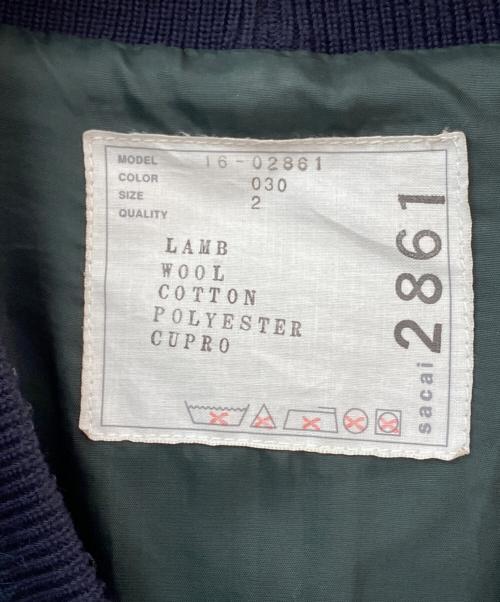 MODEL 16-02861
COLOR 030
SIZE 2
QUALITY
LAMB
WOOL
COTTON
POLYESTER
CUPRO
sacai 2861